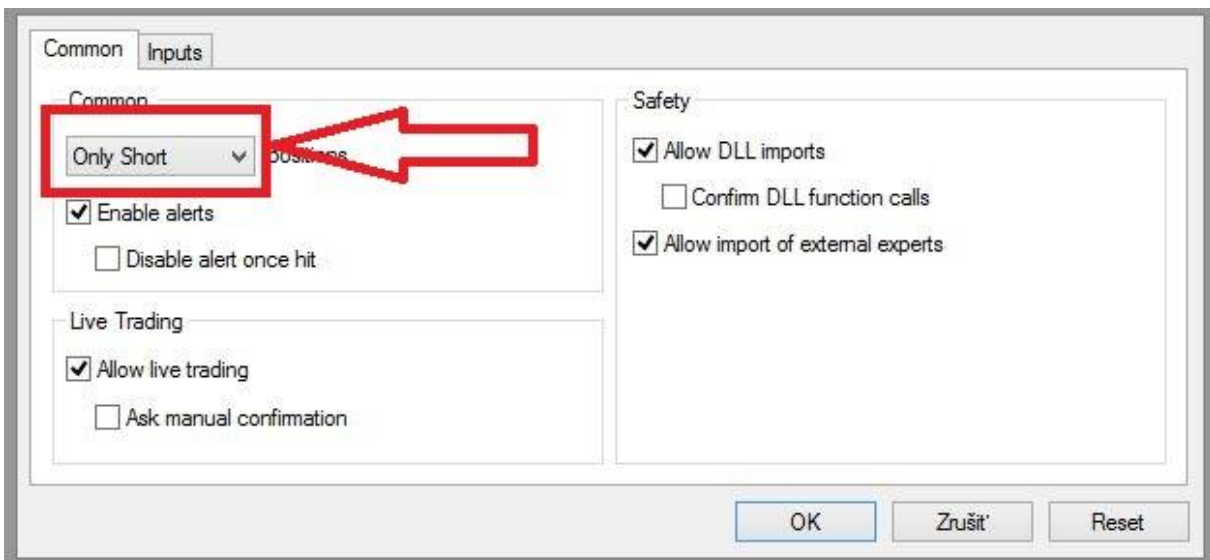 Common Inputs
Common
Only Short positions
Enable alerts
Disable alert once hit
Live Trading
Allow live trading
Ask manual confirmation
Safety
Allow DLL imports
Confirm DLL function calls
Allow import of external experts
OK Zrušiť Reset